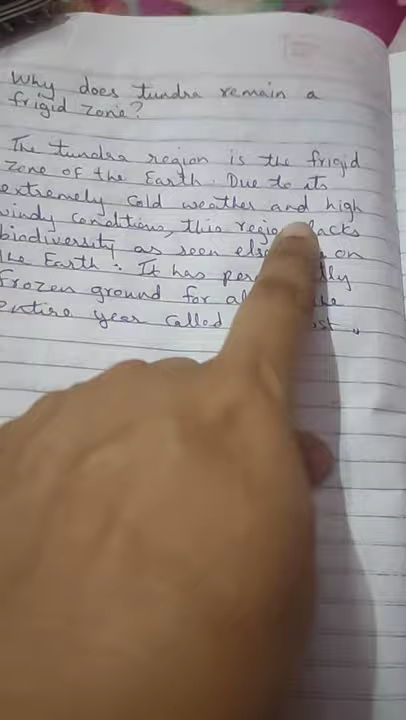 Why does tundra remain a
frigid zone?
The tundra region is the frigid
zone of the Earth. Due to its
extremely cold weather and high
windy conditions, this region lacks
biodiversity as seen on
the Earth. It has
frozen ground for
entire year called